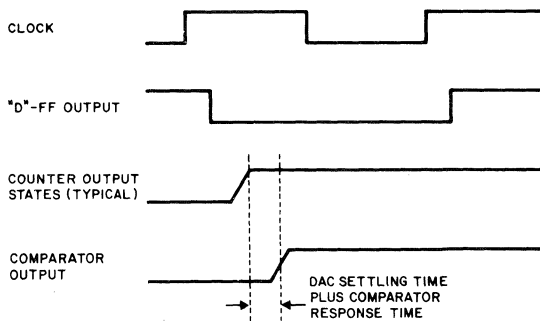 CLOCK
"D"-FF OUTPUT
COUNTER OUTPUT
STATES (TYPICAL)
COMPARATOR
OUTPUT
DAC SETTLING TIME
PLUS COMPARATOR
RESPONSE TIME